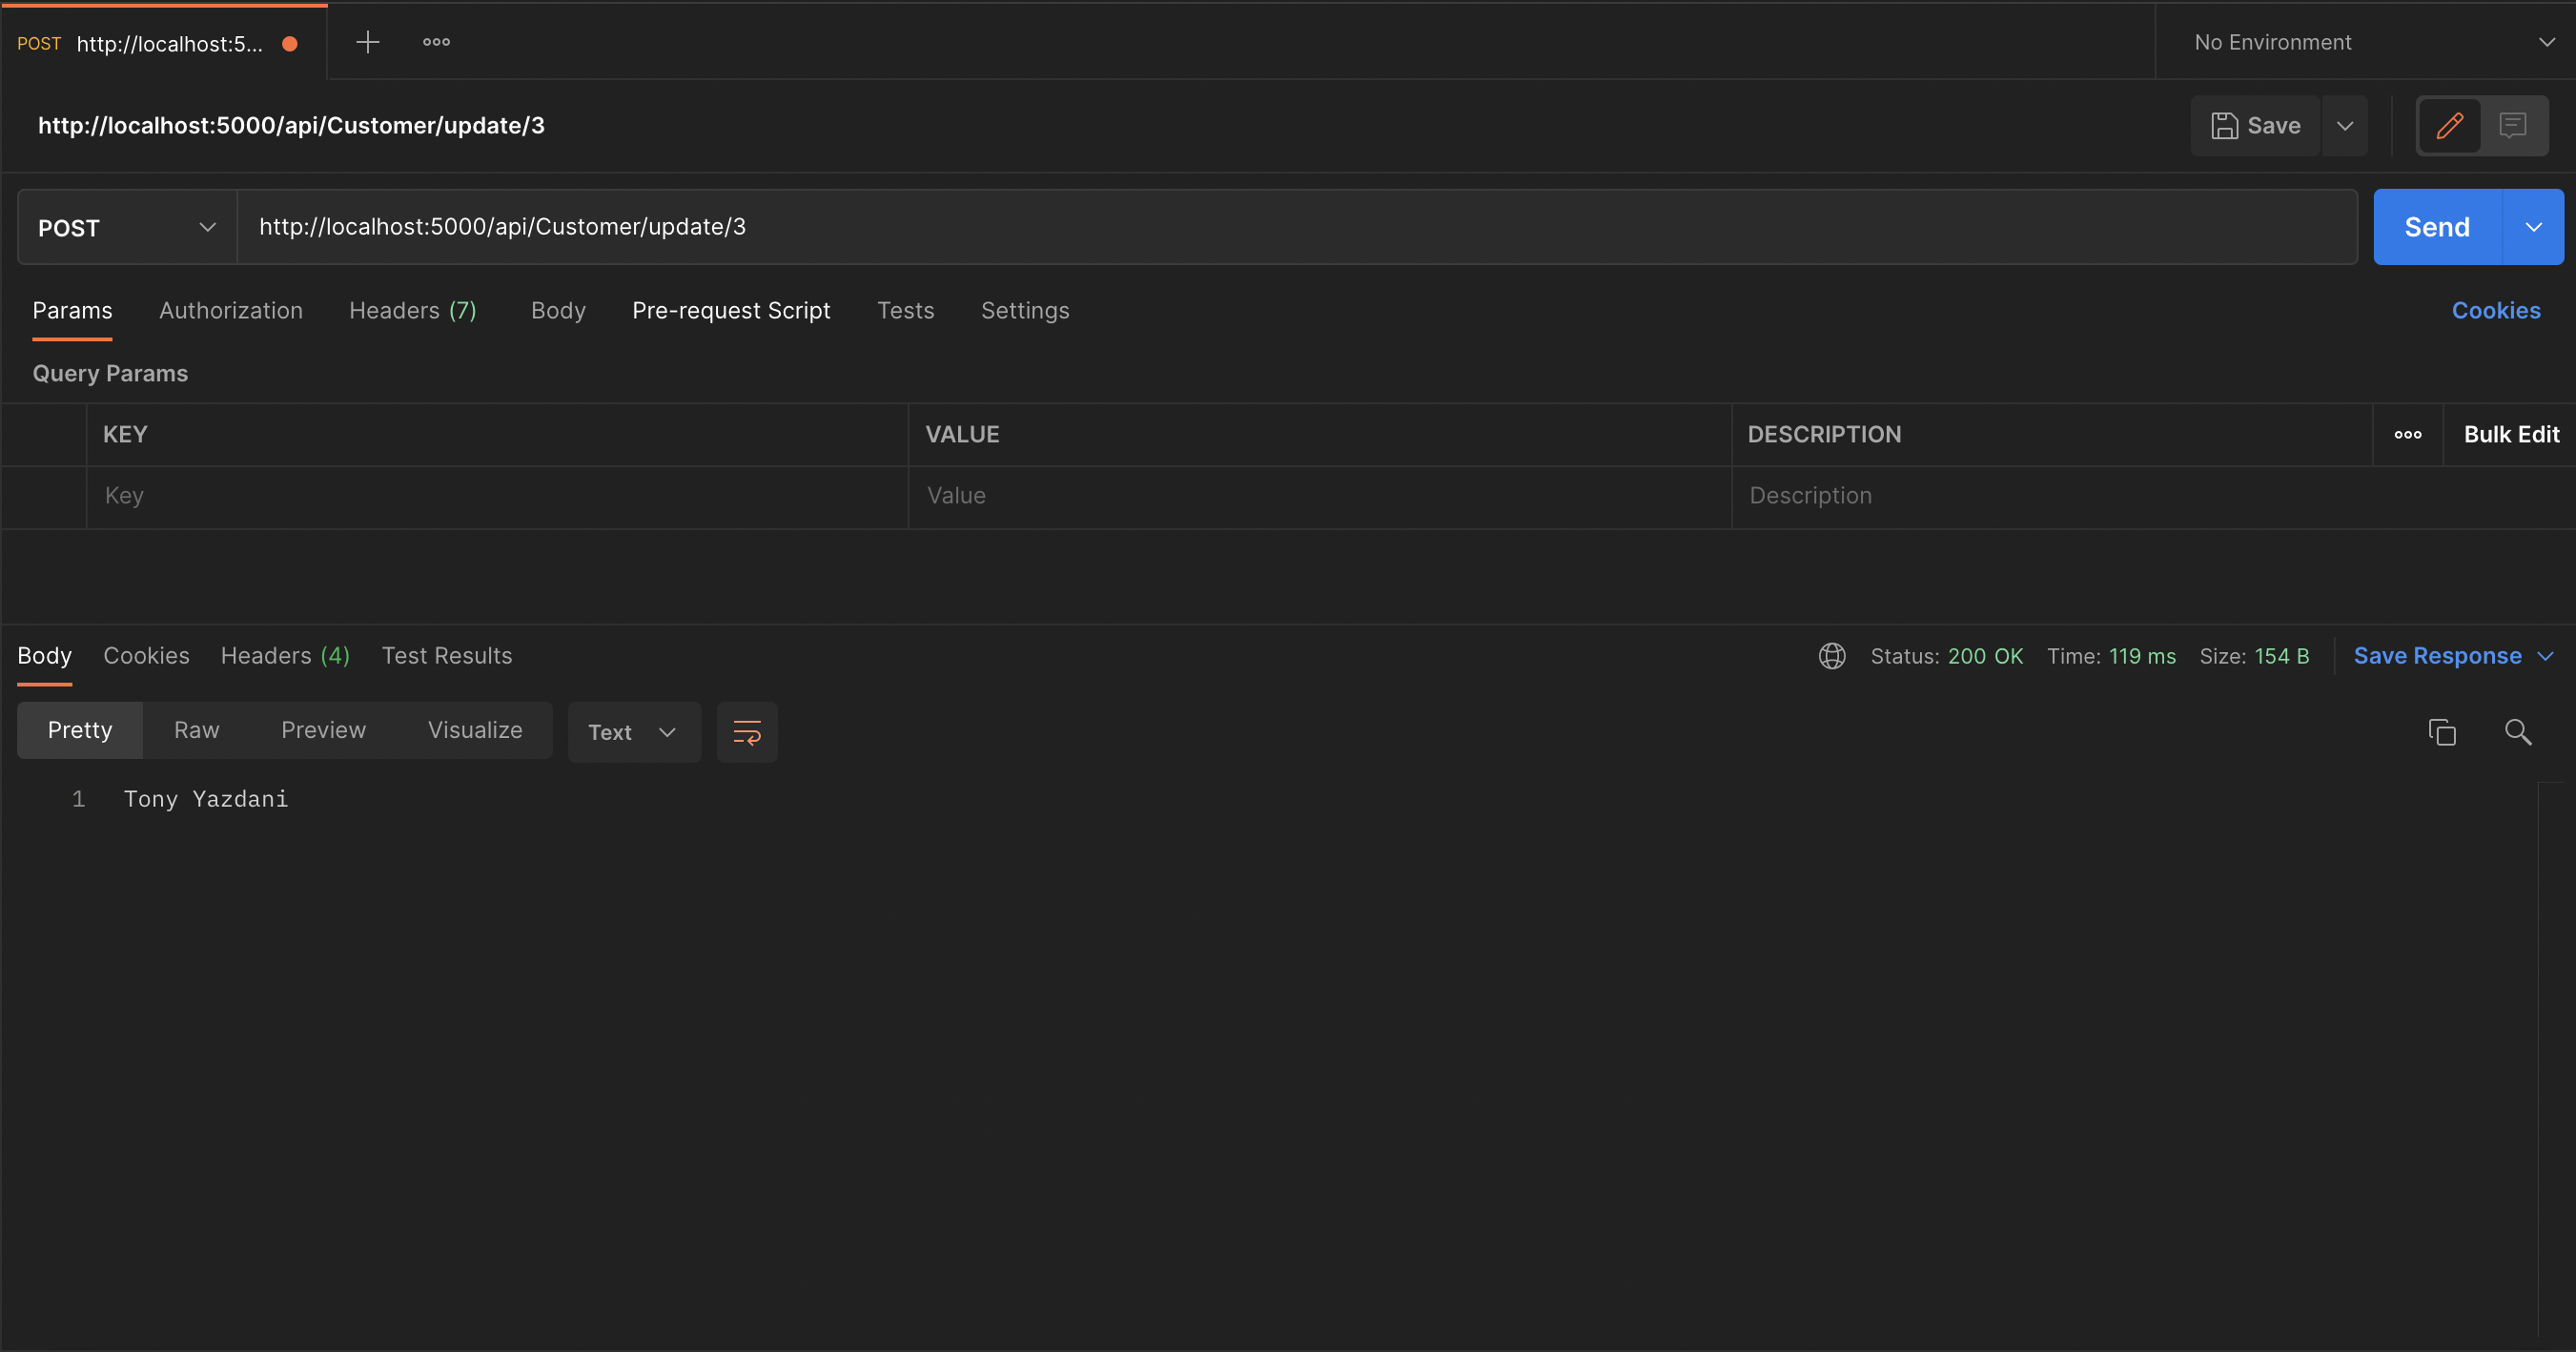 POST http://localhost:5... No Environment
http://localhost:5000/api/Customer/update/3 Save
POST http://localhost:5000/api/Customer/update/3 Send
Params Authorization Headers (7) Body Pre-request Script Tests Settings Cookies
Query Params
KEY VALUE DESCRIPTION Bulk Edit
Key Value Description
Body Cookies Headers (4) Test Results Status: 200 OK Time: 119 ms Size: 154 B Save Response
Pretty Raw Preview Visualize Text
1 Tony Yazdani